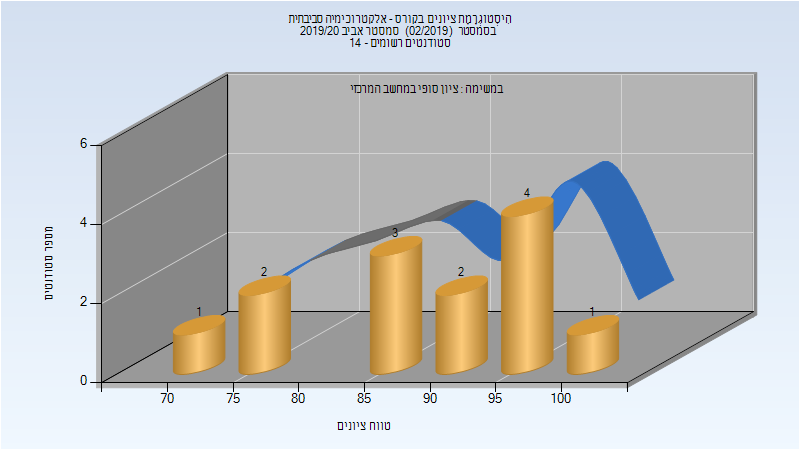 היסטוגרמת ציונים בקורס - אלקטרוכימיה סביבתית
בסמסטר (02/2019) סמסטר אביב 2019/20
סטודנטים רשומים - 14
במשימה : ציון סופי במחשב המרכזי
מספר סטודנטים
6
4
2
0
1
2
3
2
4
1
70
75
80
85
90
95
100
טווח ציונים